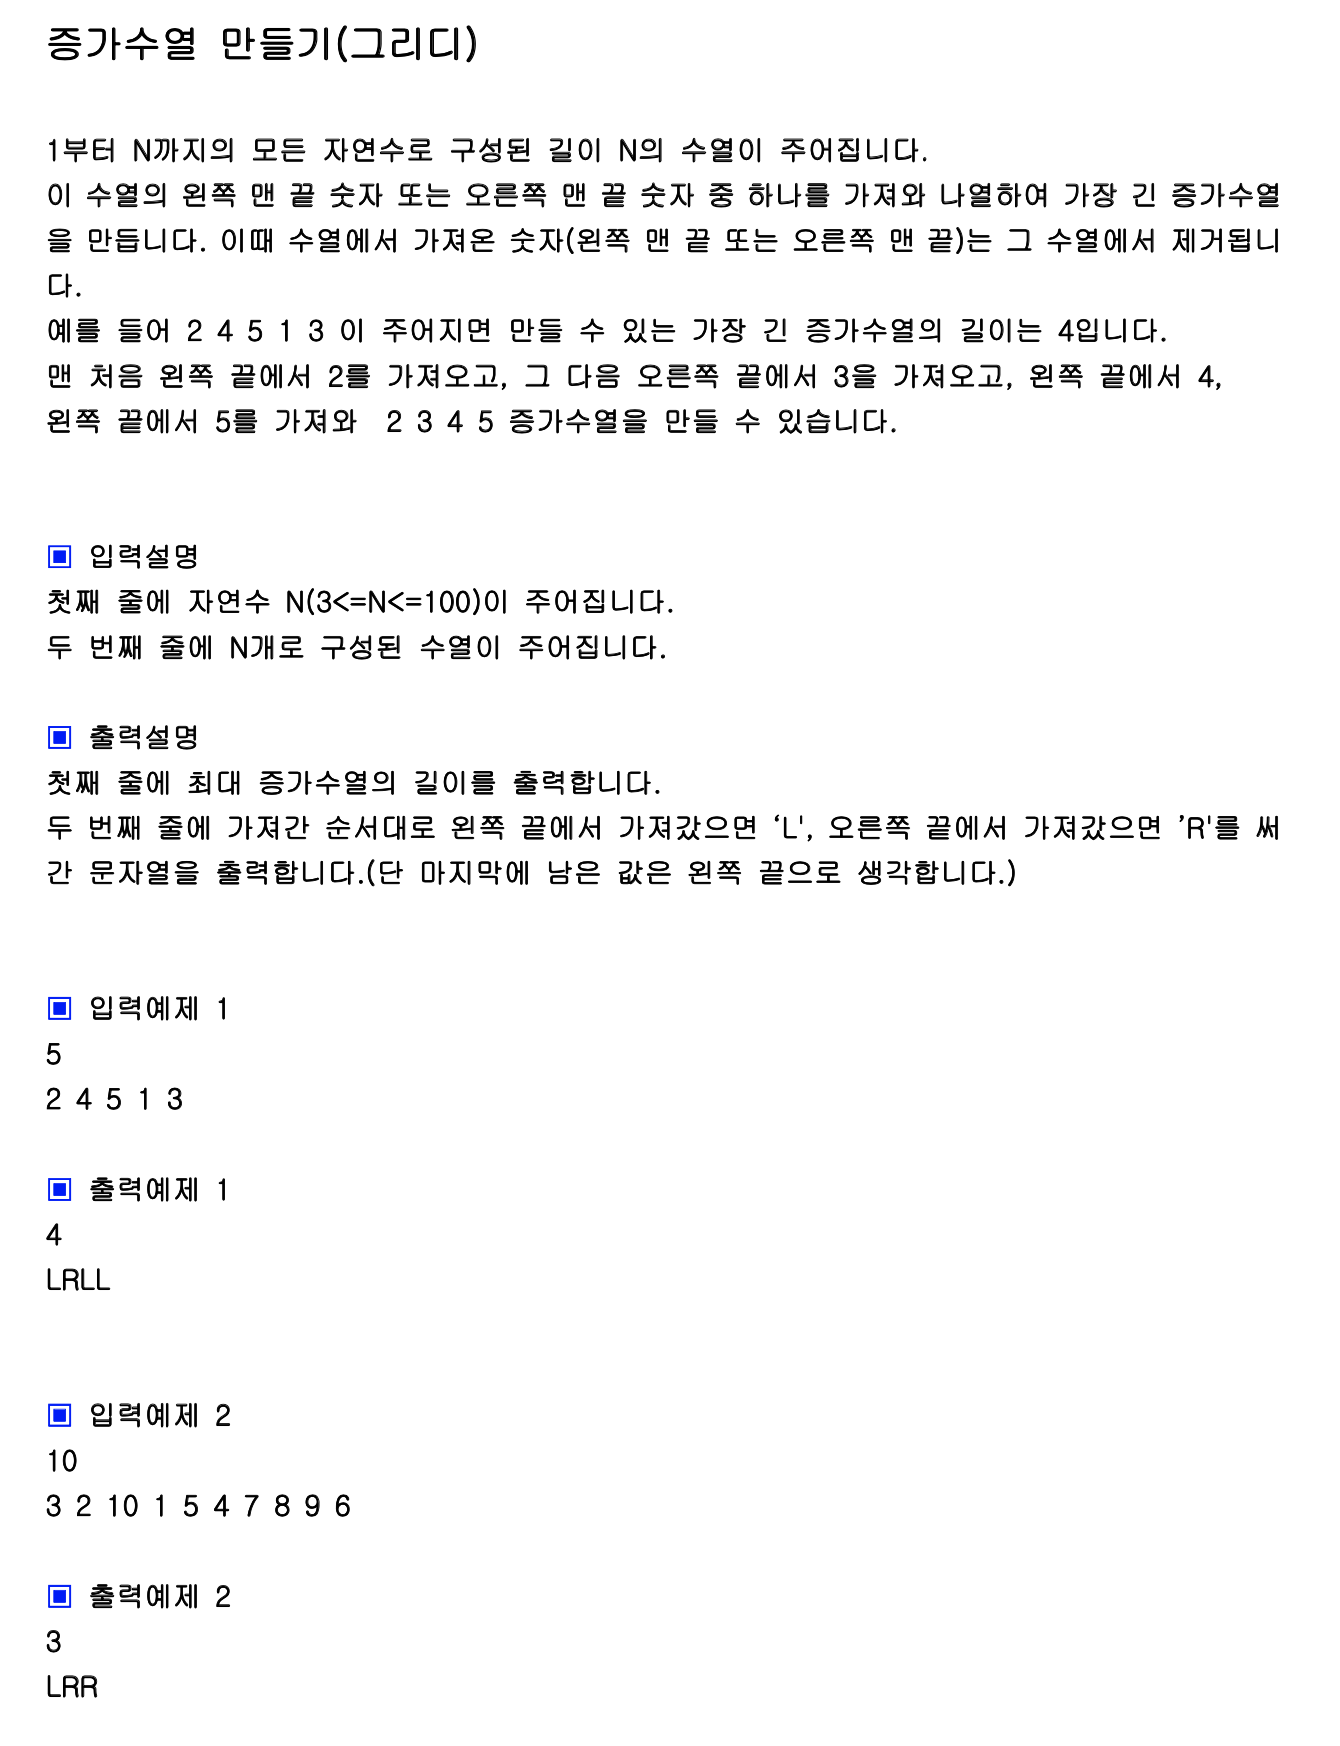 증가수열 만들기(그리디)
1부터 N까지의 모든 자연수로 구성된 길이 N의 수열이 주어집니다.
이 수열의 왼쪽 맨 끝 숫자 또는 오른쪽 맨 끝 숫자 중 하나를 가져와 나열하여 가장 긴 증가수열
을 만듭니다. 이때 수열에서 가져온 숫자(왼쪽 맨 끝 또는 오른쪽 맨 끝)는 그 수열에서 제거됩니
다.
예를 들어 2 4 5 1 3 이 주어지면 만들 수 있는 가장 긴 증가수열의 길이는 4입니다.
맨 처음 왼쪽 끝에서 2를 가져오고, 그 다음 오른쪽 끝에서 3을 가져오고, 왼쪽 끝에서 4,
왼쪽 끝에서 5를 가져와 2 3 4 5 증가수열을 만들 수 있습니다.
▣ 입력설명
첫째 줄에 자연수 N(3<=N<=100)이 주어집니다.
두 번째 줄에 N개로 구성된 수열이 주어집니다.
▣ 출력설명
첫째 줄에 최대 증가수열의 길이를 출력합니다.
두 번째 줄에 가져간 순서대로 왼쪽 끝에서 가져갔으면 ‘L', 오른쪽 끝에서 가져갔으면 ’R'를 써
간 문자열을 출력합니다.(단 마지막에 남은 값은 왼쪽 끝으로 생각합니다.)
▣ 입력예제 1
5
2 4 5 1 3
▣ 출력예제 1
4
LRLL
▣ 입력예제 2
10
3 2 10 1 5 4 7 8 9 6
▣ 출력예제 2
3
LRR